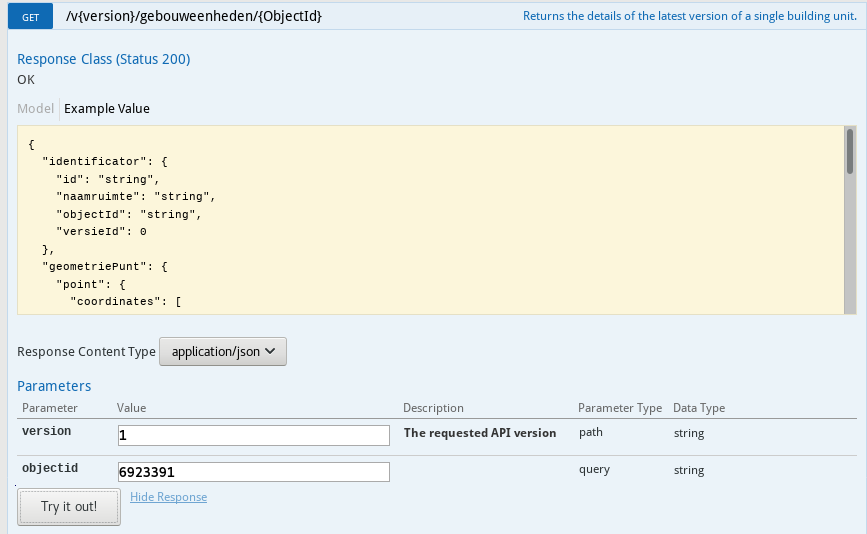 GET /v{version}/gebouweenheden/{ObjectId} Returns the details of the latest version of a single building unit.
Response Class (Status 200)
OK
Model Example Value
{
"identificator": {
"id": "string",
"naamruimte": "string",
"objectId": "string",
"versieId": 0
},
"geometriePunt": {
"point": {
"coordinates": [
Response Content Type application/json
Parameters
Parameter Value Description Parameter Type Data Type
version 1 The requested API version path string
objectid 6923391 query string
Try it out! Hide Response